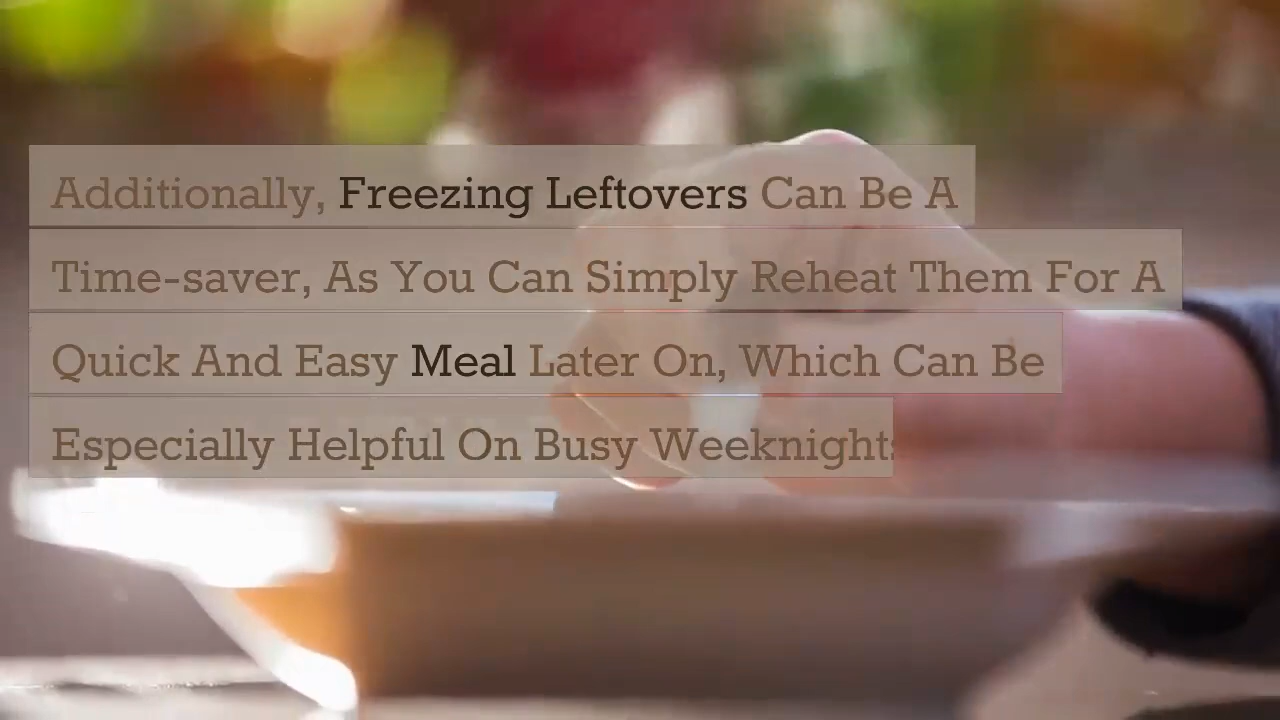 Additionally, Freezing Leftovers Can Be A
Time-saver, As You Can Simply Reheat Them For A
Quick And Easy Meal Later On, Which Can Be
Especially Helpful On Busy Weeknights